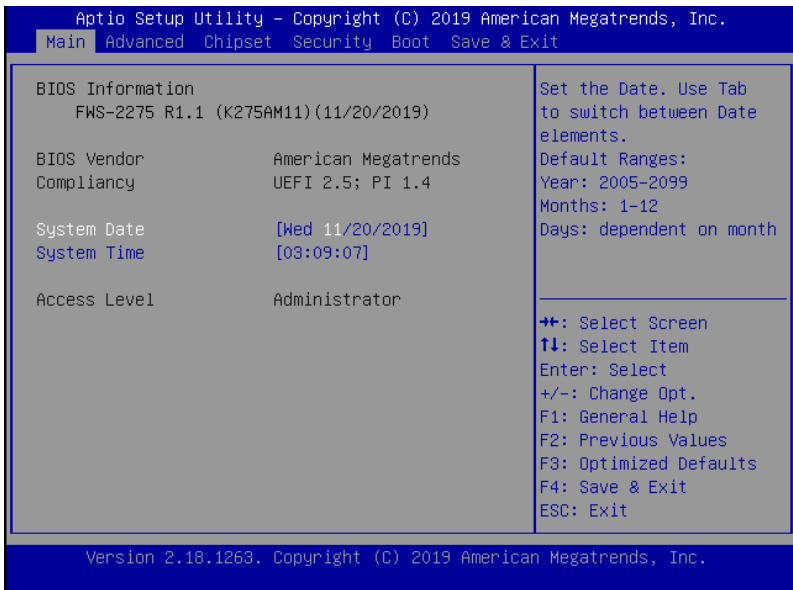 Aptio Setup Utility – Copyright (C) 2019 American Megatrends, Inc.
Main Advanced Chipset Security Boot Save & Exit
BIOS Information
FWS-2275 R1.1 (K275AM11)(11/20/2019)
BIOS Vendor American Megatrends
Compliancy UEFI 2.5; PI 1.4
System Date [Wed 11/20/2019]
System Time [03:09:07]
Access Level Administrator
Set the Date. Use Tab
to switch between Date
elements.
Default Ranges:
Year: 2005-2099
Months: 1-12
Days: dependent on month
→←: Select Screen
↑↓: Select Item
Enter: Select
+/-: Change Opt.
F1: General Help
F2: Previous Values
F3: Optimized Defaults
F4: Save & Exit
ESC: Exit
Version 2.18.1263. Copyright (C) 2019 American Megatrends, Inc.